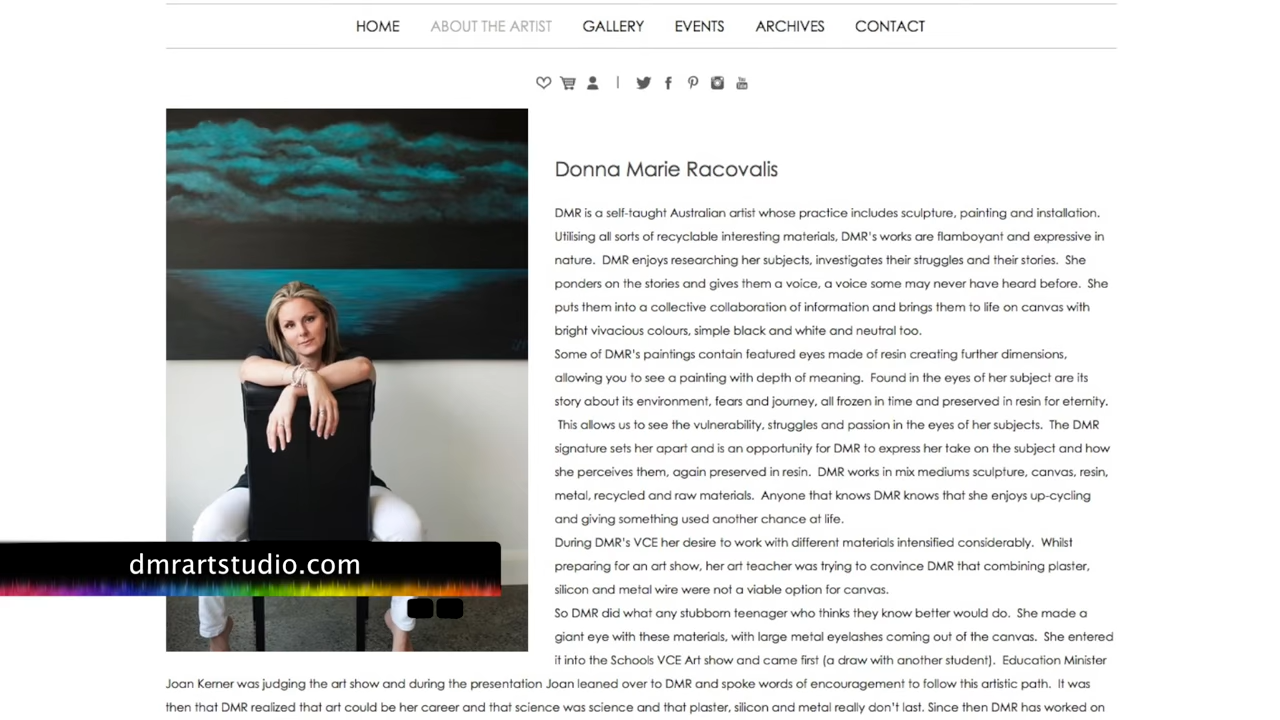 HOME ABOUT THE ARTIST GALLERY EVENTS ARCHIVES CONTACT
Donna Marie Racovalis
DMR is a self-taught Australian artist whose practice includes sculpture, painting and installation.
Utilising all sorts of recyclable interesting materials, DMR's works are flamboyant and expressive in
nature. DMR enjoys researching her subjects, investigates their struggles and their stories. She
ponders on the stories and gives them a voice, a voice some may never have heard before. She
puts them into a collective collaboration of information and brings them to life on canvas with
bright vivacious colours, simple black and white and neutral too.
Some of DMR's paintings contain featured eyes made of resin creating further dimensions,
allowing you to see a painting with depth of meaning. Found in the eyes of her subject are its
story about its environment, fears and journey, all frozen in time and preserved in resin for eternity.
This allows us to see the vulnerability, struggles and passion in the eyes of her subjects. The DMR
signature sets her apart and is an opportunity for DMR to express her take on the subject and how
she perceives them, again preserved in resin. DMR works in mix mediums sculpture, canvas, resin,
metal, recycled and raw materials. Anyone that knows DMR knows that she enjoys up-cycling
and giving something used another chance at life.
During DMR's VCE her desire to work with different materials intensified considerably. Whilst
preparing for an art show, her art teacher was trying to convince DMR that combining plaster,
silicon and metal wire were not a viable option for canvas.
So DMR did what any stubborn teenager who thinks they know better would do. She made a
giant eye with these materials, with large metal eyelashes coming out of the canvas. She entered
it into the Schools VCE Art show and came first (a draw with another student). Education Minister
Joan Kerner was judging the art show and during the presentation Joan leaned over to DMR and spoke words of encouragement to follow this artistic path. It was
then that DMR realized that art could be her career and that science was science and that plaster, silicon and metal really don't last. Since then DMR has worked on
dmrartstudio.com